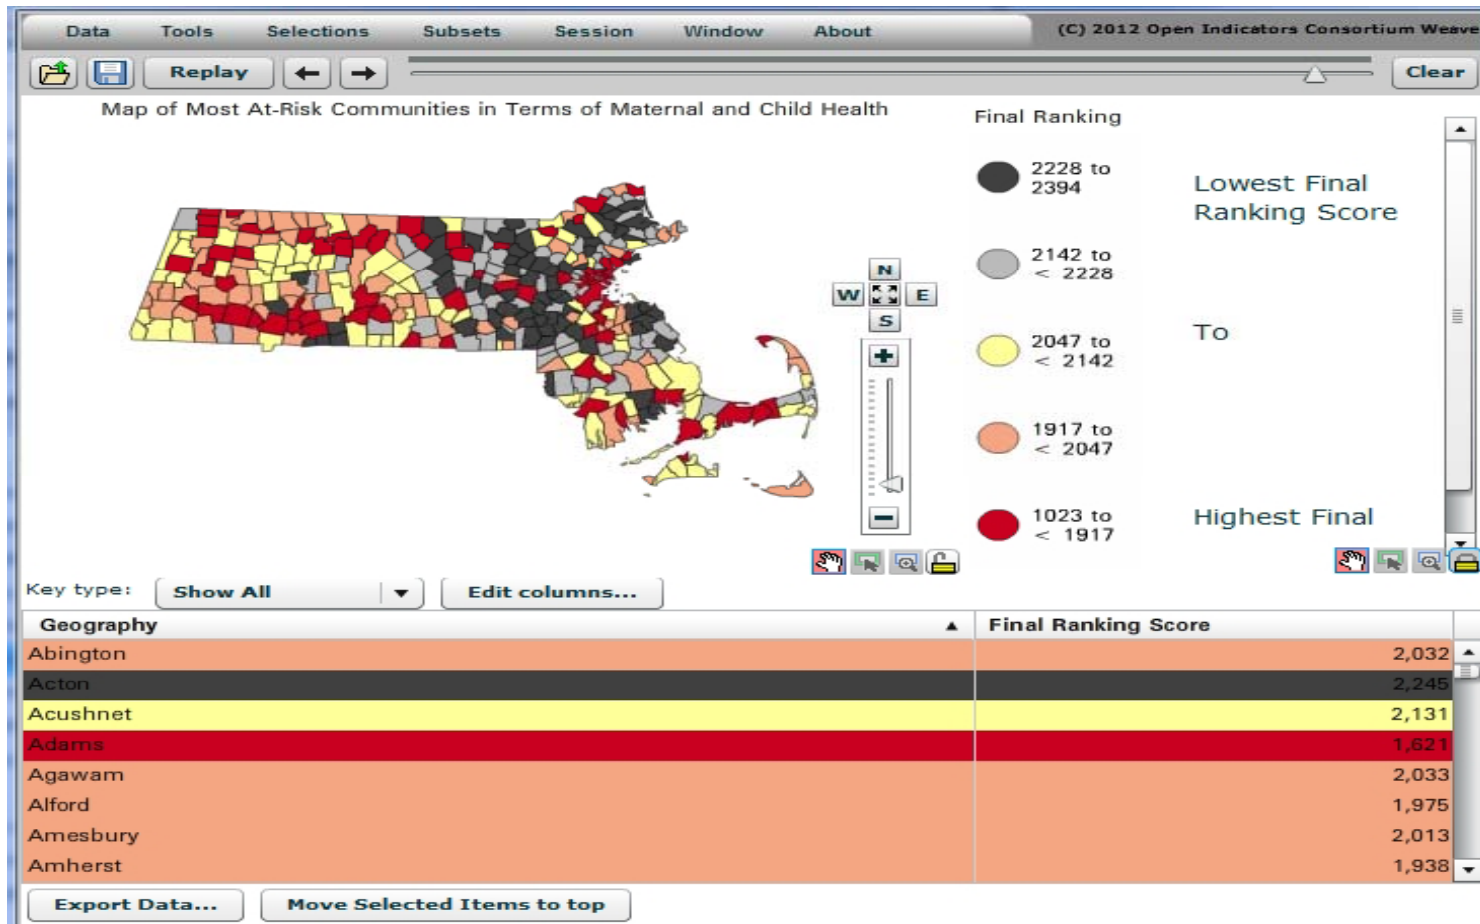 Data Tools Selections Subsets Session Window About (C) 2012 Open Indicators Consortium Weave
Replay Clear
Map of Most At-Risk Communities in Terms of Maternal and Child Health
N
W E
S
Final Ranking
2228 to
2394
2142 to
< 2228
2047 to
< 2142
1917 to
< 2047
1023 to
< 1917
Lowest Final
Ranking Score
To
Highest Final
Key type: Show All Edit columns...
Geography Final Ranking Score
Abington 2,032
Acton 2,245
Acushnet 2,131
Adams 1,621
Agawam 2,033
Alford 1,975
Amesbury 2,013
Amherst 1,938
Export Data... Move Selected Items to top